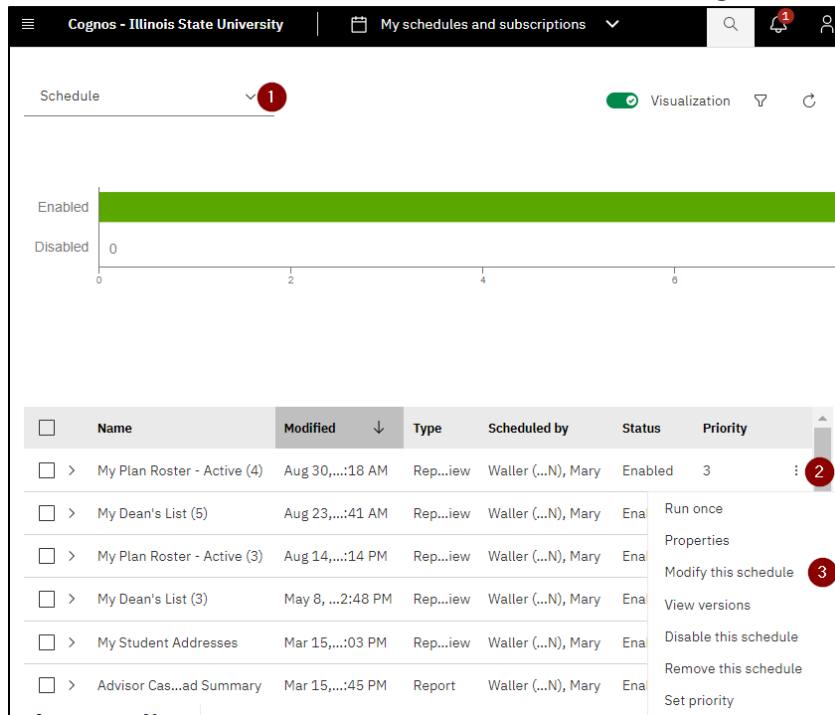 Cognos - Illinois State University My schedules and subscriptions 1
Schedule 1 Visualization
Enabled
Disabled 0
0 2 4 6
Name Modified Type Scheduled by Status Priority
My Plan Roster - Active (4) Aug 30,...:18 AM Rep...iew Waller (...N), Mary Enabled 3 2
My Dean's List (5) Aug 23,...:41 AM Rep...iew Waller (...N), Mary Ena Run once
Properties
My Plan Roster - Active (3) Aug 14,...:14 PM Rep...iew Waller (...N), Mary Ena
Modify this schedule 3
My Dean's List (3) May 8, ...2:48 PM Rep...iew Waller (...N), Mary Ena View versions
My Student Addresses Mar 15,...:03 PM Rep...iew Waller (...N), Mary Ena Disable this schedule
Remove this schedule
Advisor Cas...ad Summary Mar 15,...:45 PM Report Waller (...N), Mary Ena
Set priority